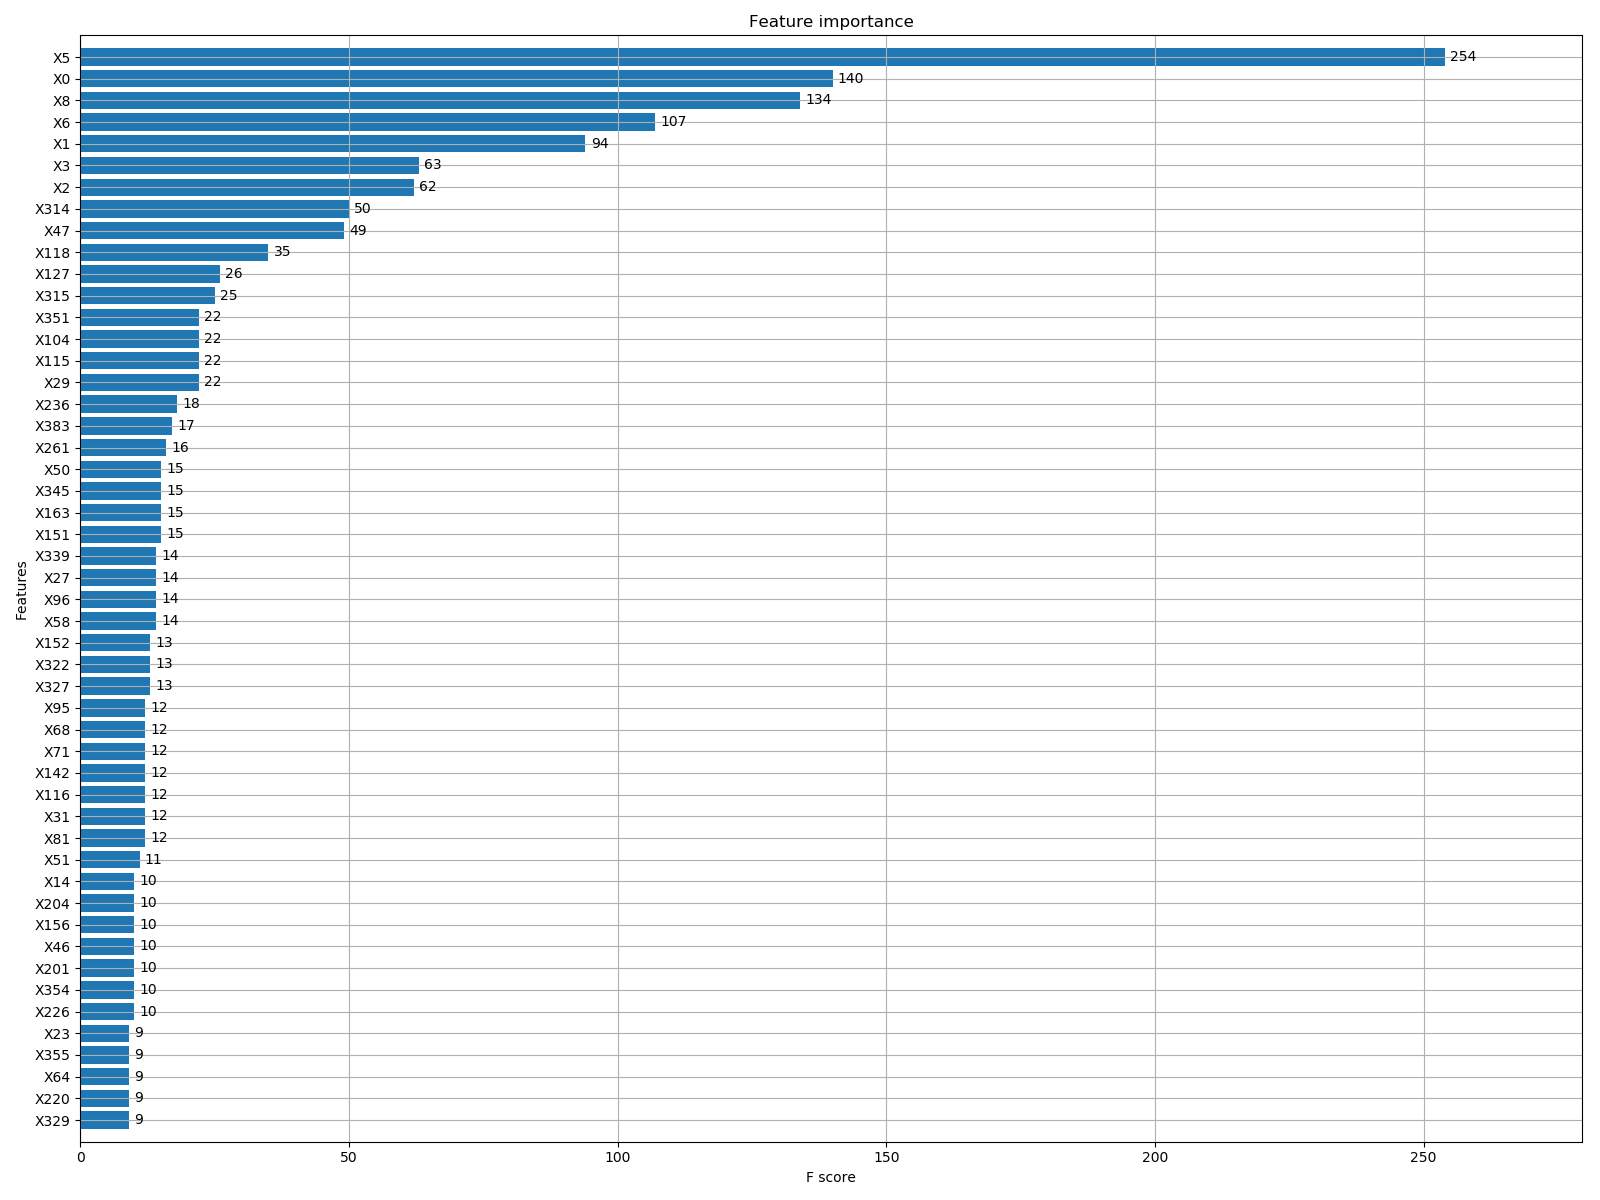 Feature importance
X5 254
X0 140
X8 134
X6 107
X1 94
X3 63
X2 62
X314 50
X47 49
X118 35
X127 26
X315 25
X351 22
X104 22
X115 22
X29 22
X236 18
X383 17
X261 16
X50 15
X345 15
X163 15
X151 15
X339 14
X27 14
X96 14
X58 14
X152 13
X322 13
X327 13
X95 12
X68 12
X71 12
X142 12
X116 12
X31 12
X81 12
X51 11
X14 10
X204 10
X156 10
X46 10
X201 10
X354 10
X226 10
X23 9
X355 9
X64 9
X220 9
X329 9
Features
0 50 100 150 200 250
F score